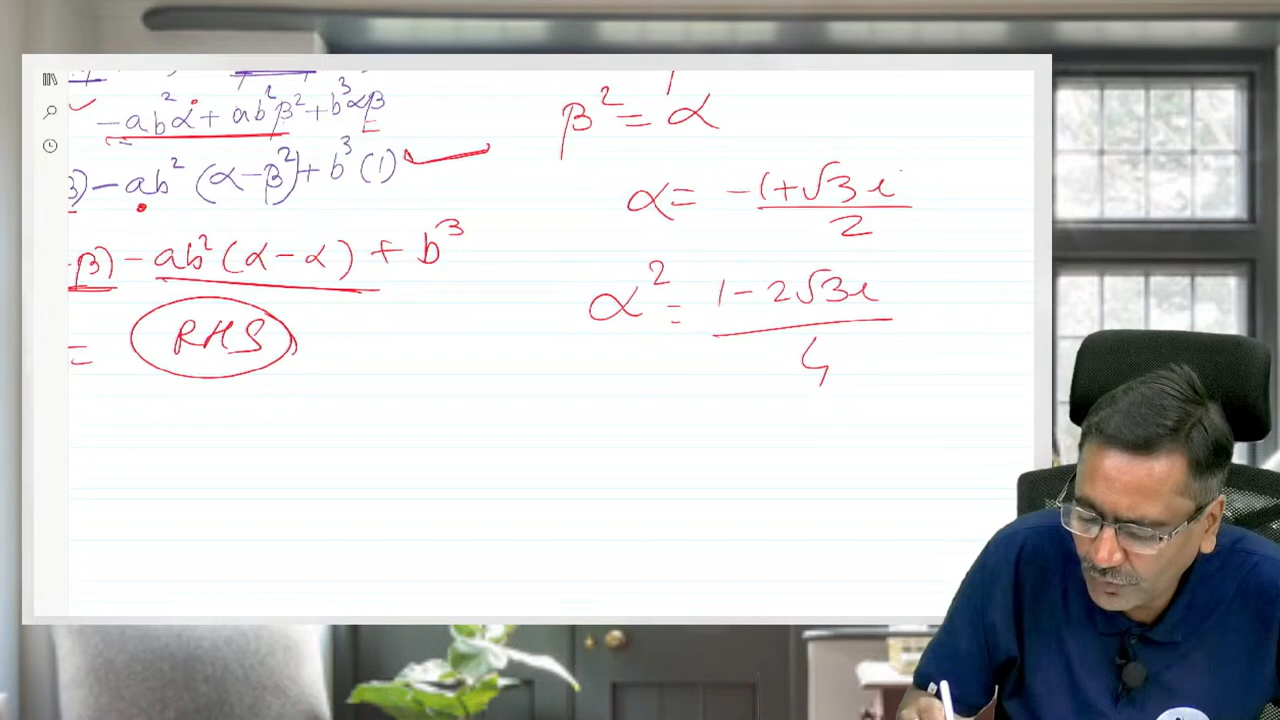 -ab²α + ab²β² + b³αβ
β) - ab² (α-β²) + b³ (1)
-β) - ab² (α - α) + b³
= RHS
β² = α
α = -1+√3i / 2
α² = 1 - 2√3i / 4